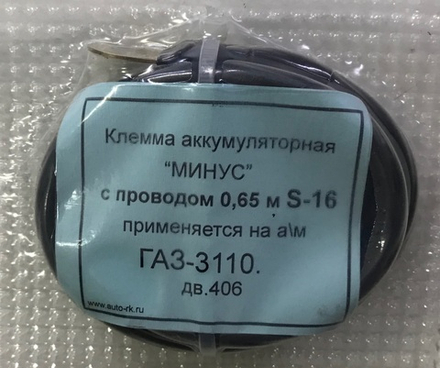 Клемма аккумуляторная
“МИНУС”
с проводом 0,65 м S-16
применяется на а\м
ГАЗ-3110.
дв.406
www.auto-rk.ru